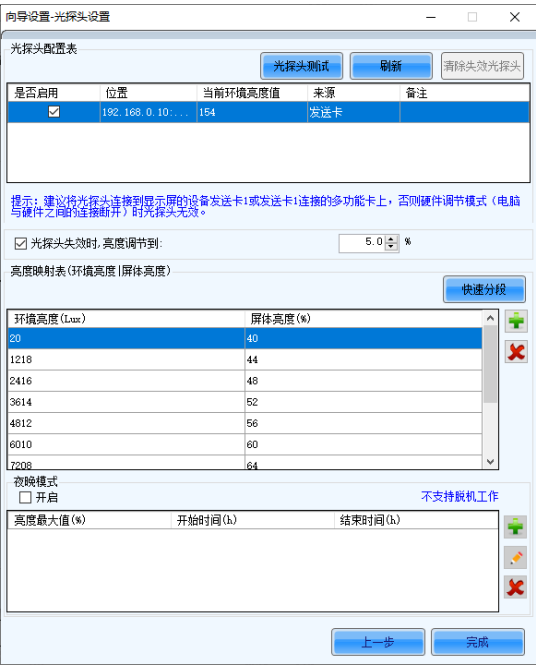 向导设置-光探头设置
光探头配置表
光探头测试 刷新 清除失效光探头
是否启用 位置 当前环境亮度值 来源 备注
192.168.0.10:... 154 发送卡
提示: 建议将光探头连接到显示屏的设备发送卡1或发送卡1连接的多功能卡上, 否则硬件调节模式(电脑
与硬件之间的连接断开)时光探头无效。
光探头失效时,亮度调节到: 5.0 %
亮度映射表(环境亮度|屏体亮度)
快速分段
环境亮度(Lux) 屏体亮度(%)
20 40
1218 44
2416 48
3614 52
4812 56
6010 60
7208 64
夜晚模式
开启 不支持脱机工作
亮度最大值(%) 开始时间(h) 结束时间(h)
上一步 完成